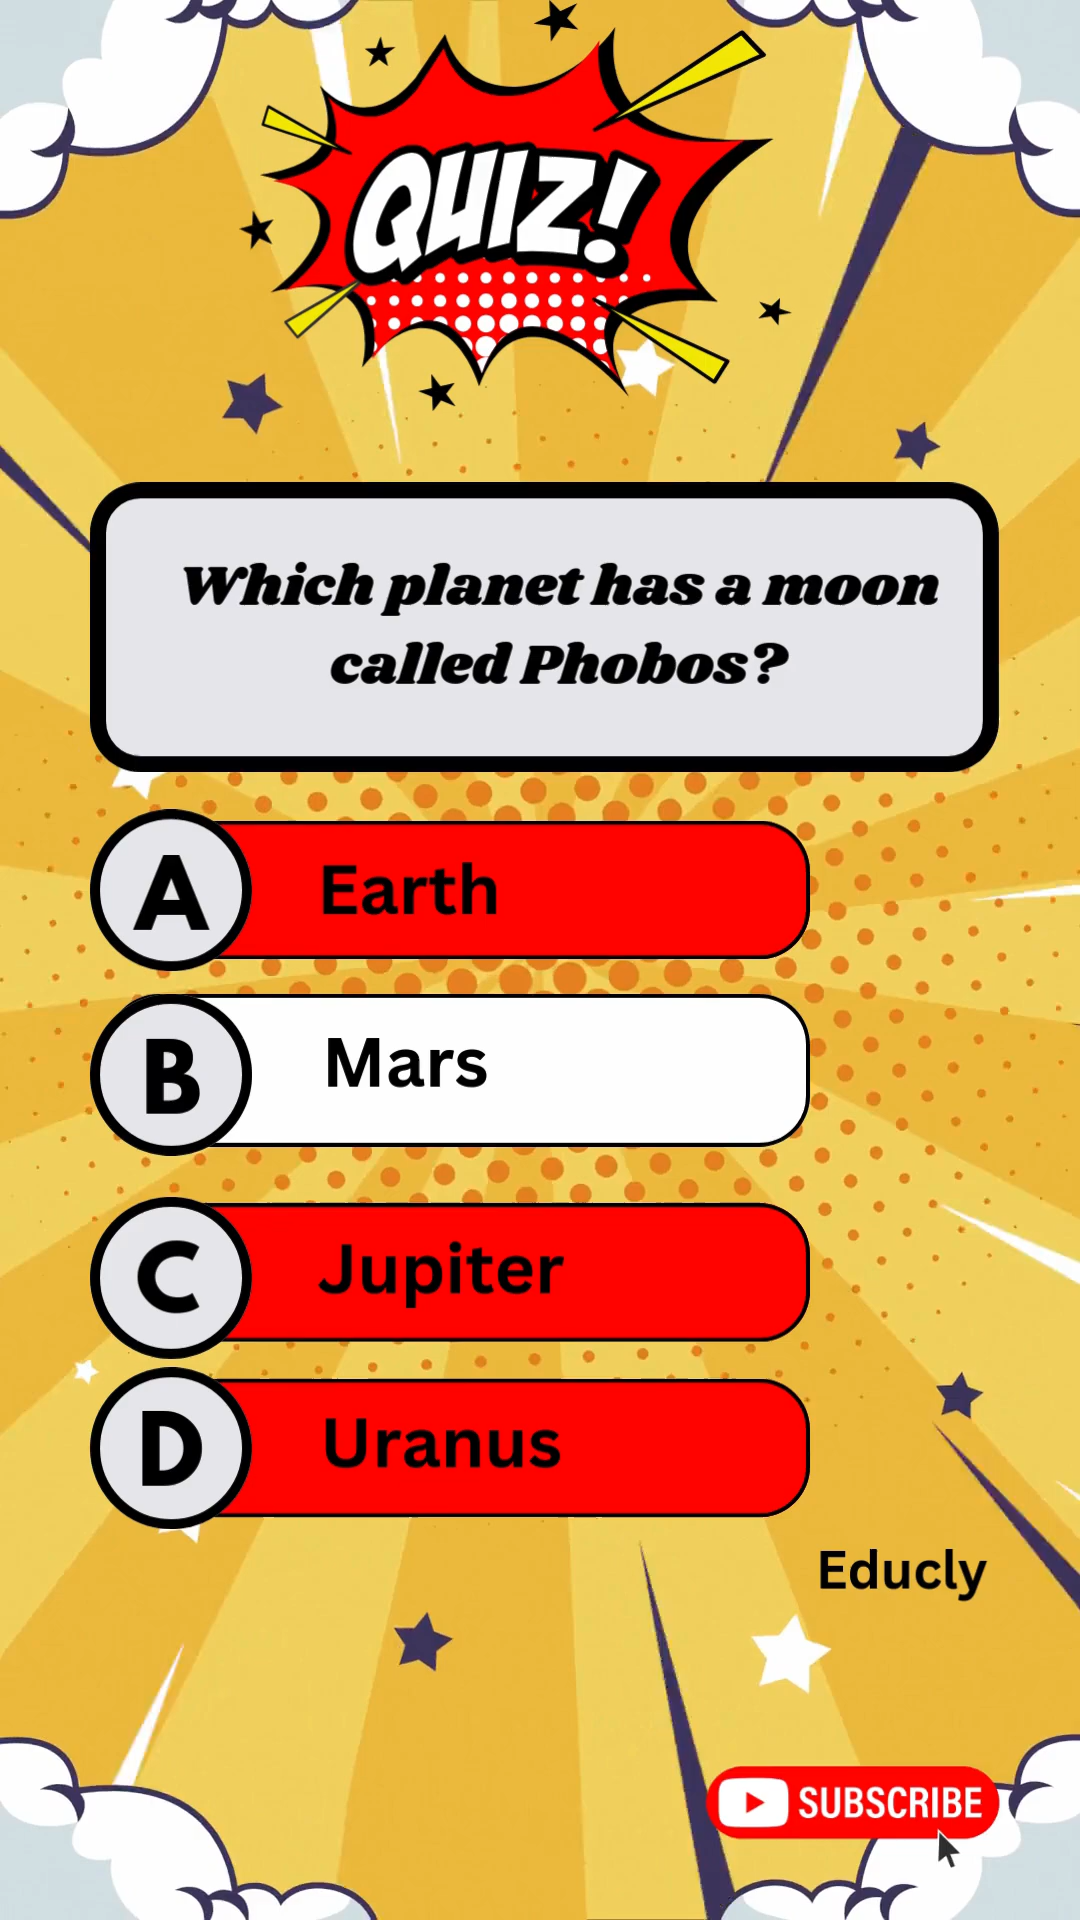 QUIZ!
Which planet has a moon
called Phobos?
A Earth
B Mars
C Jupiter
D Uranus
Educly
SUBSCRIBE